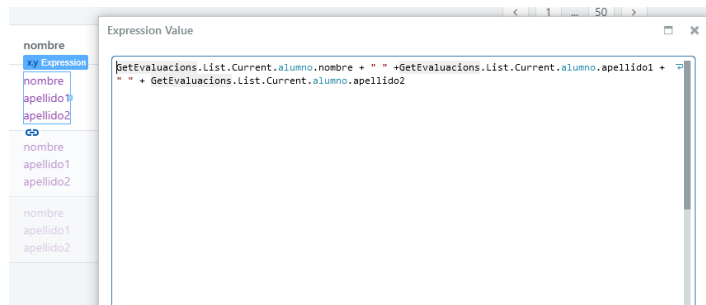 < 1 ... 50 >
Expression Value
nombre
x.y Expression
nombre
apellido1
apellido2
nombre
apellido1
apellido2
nombre
apellido1
apellido2
GetEvaluacions.List.Current.alumno.nombre + " " +GetEvaluacions.List.Current.alumno.apellido1 +
" " + GetEvaluacions.List.Current.alumno.apellido2